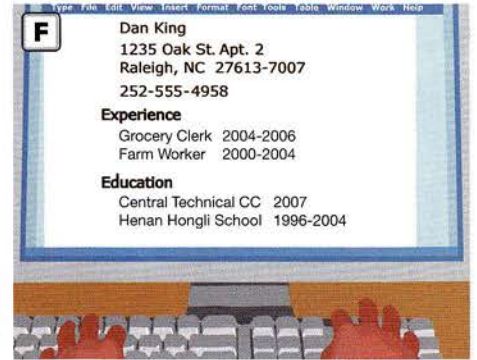 Type File Edit View Insert Format Font Tools Table Window Work Help
F
Dan King
1235 Oak St. Apt. 2
Raleigh, NC 27613-7007
252-555-4958
Experience
Grocery Clerk 2004-2006
Farm Worker 2000-2004
Education
Central Technical CC 2007
Henan Hongli School 1996-2004